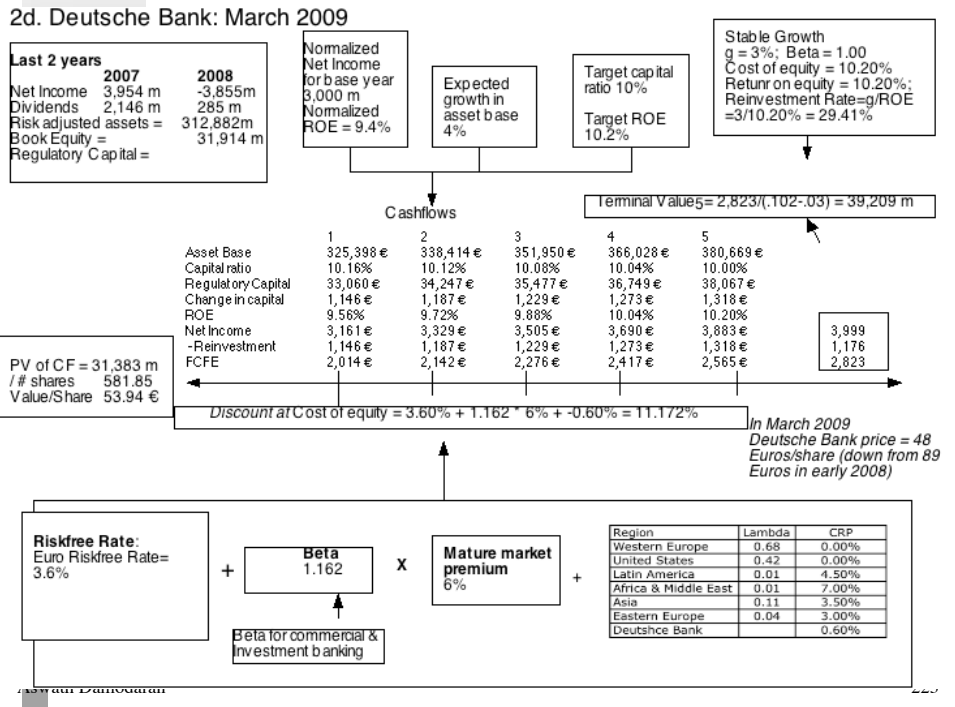 2d. Deutsche Bank: March 2009
Last 2 years
2007 2008
Net Income 3,954 m -3,855m
Dividends 2,146 m 285 m
Risk adjusted assets = 312,882m
Book Equity = 31,914 m
Regulatory Capital =
Normalized
Net Income
for base year
3,000 m
Normalized
ROE = 9.4%
Expected
growth in
asset base
4%
Target capital
ratio 10%
Target ROE
10.2%
Stable Growth
g = 3%; Beta = 1.00
Cost of equity = 10.20%
Retunr on equity = 10.20%;
Reinvestment Rate=g/ROE
=3/10.20% = 29.41%
Terminal Value5= 2,823/(.102-.03) = 39,209 m
Cashflows
1 2 3 4 5
Asset Base 325,398 € 338,414 € 351,950 € 366,028 € 380,669 €
Capital ratio 10.16% 10.12% 10.08% 10.04% 10.00%
Regulatory Capital 33,060 € 34,247 € 35,477 € 36,749 € 38,067 €
Change in capital 1,146 € 1,187 € 1,229 € 1,273 € 1,318 €
ROE 9.56% 9.72% 9.88% 10.04% 10.20%
Net Income 3,161 € 3,329 € 3,505 € 3,690 € 3,883 € 3,999
-Reinvestment 1,146 € 1,187 € 1,229 € 1,273 € 1,318 € 1,176
FCFE 2,014 € 2,142 € 2,276 € 2,417 € 2,565 € 2,823
PV of CF = 31,383 m
/ # shares 581.85
Value/Share 53.94 €
Discount at Cost of equity = 3.60% + 1.162 * 6% + -0.60% = 11.172%
In March 2009
Deutsche Bank price = 48
Euros/share (down from 89
Euros in early 2008)
Riskfree Rate:
Euro Riskfree Rate=
3.6%
+
Beta
1.162
X
Mature market
premium
6%
+
Region Lambda CRP
Western Europe 0.68 0.00%
United States 0.42 0.00%
Latin America 0.01 4.50%
Africa & Middle East 0.01 7.00%
Asia 0.11 3.50%
Eastern Europe 0.04 3.00%
Deutshce Bank 0.60%
Beta for commercial &
Investment banking
Aswath Damodaran